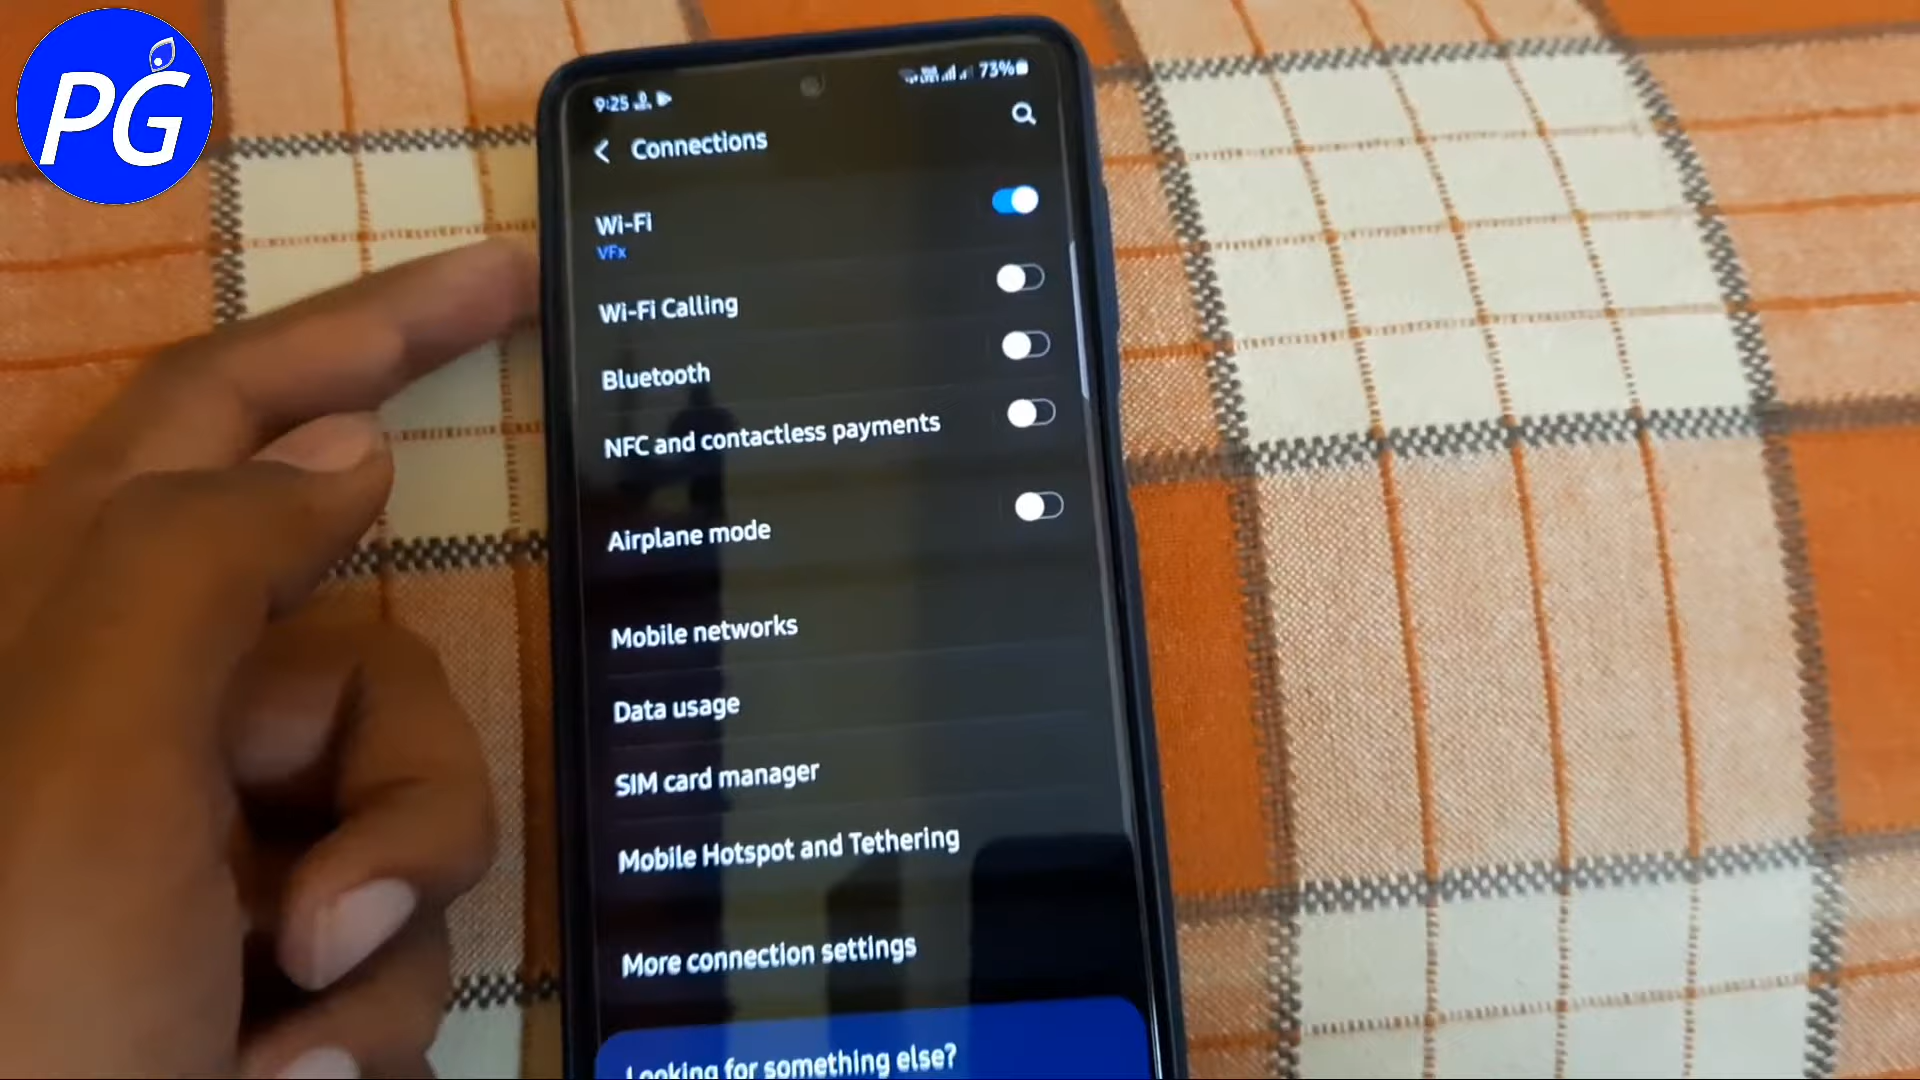 PG
9:25
73%
Connections
Wi-Fi
VFx
Wi-Fi Calling
Bluetooth
NFC and contactless payments
Airplane mode
Mobile networks
Data usage
SIM card manager
Mobile Hotspot and Tethering
More connection settings
Looking for something else?